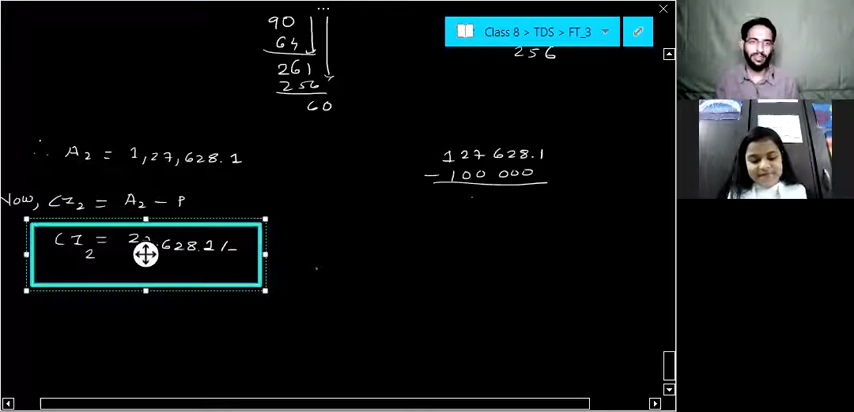 90
64
261
256
60
Class 8 > TDS > FT_3
256
∴ A2 = 1,27,628.1
127 628.1
- 100 000
Now, CI2 = A2 - P
CI2 = 2 ,628.1/-